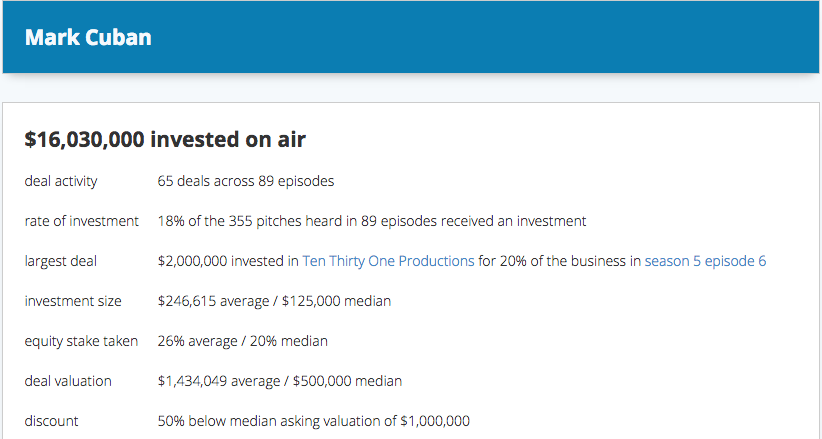 Mark Cuban
$16,030,000 invested on air
deal activity 65 deals across 89 episodes
rate of investment 18% of the 355 pitches heard in 89 episodes received an investment
largest deal $2,000,000 invested in Ten Thirty One Productions for 20% of the business in season 5 episode 6
investment size $246,615 average / $125,000 median
equity stake taken 26% average / 20% median
deal valuation $1,434,049 average / $500,000 median
discount 50% below median asking valuation of $1,000,000